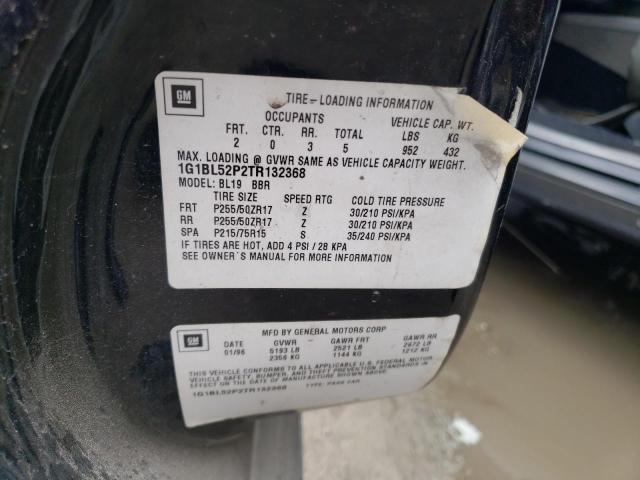 GM
TIRE-LOADING INFORMATION
OCCUPANTS VEHICLE CAP. WT.
FRT. CTR. RR. TOTAL LBS KG
2 0 3 5 952 432
MAX. LOADING @ GVWR SAME AS VEHICLE CAPACITY WEIGHT.
1G1BL52P2TR132368
MODEL: BL19 BBR
TIRE SIZE SPEED RTG COLD TIRE PRESSURE
FRT P255/50ZR17 Z 30/210 PSI/KPA
RR P255/50ZR17 Z 30/210 PSI/KPA
SPA P215/75R15 S 35/240 PSI/KPA
IF TIRES ARE HOT, ADD 4 PSI / 28 KPA
SEE OWNER'S MANUAL FOR MORE INFORMATION
GM
MFD BY GENERAL MOTORS CORP
DATE GVWR GAWR FRT GAWR RR
01/96 5193 LB 2521 LB 2672 LB
2356 KG 1144 KG 1212 KG
THIS VEHICLE CONFORMS TO ALL APPLICABLE U.S. FEDERAL MOTOR
VEHICLE SAFETY, BUMPER, AND THEFT PREVENTION STANDARDS IN
EFFECT ON THE DATE OF MANUFACTURE SHOWN ABOVE.
1G1BL52P2TR132368 TYPE: PASS CAR